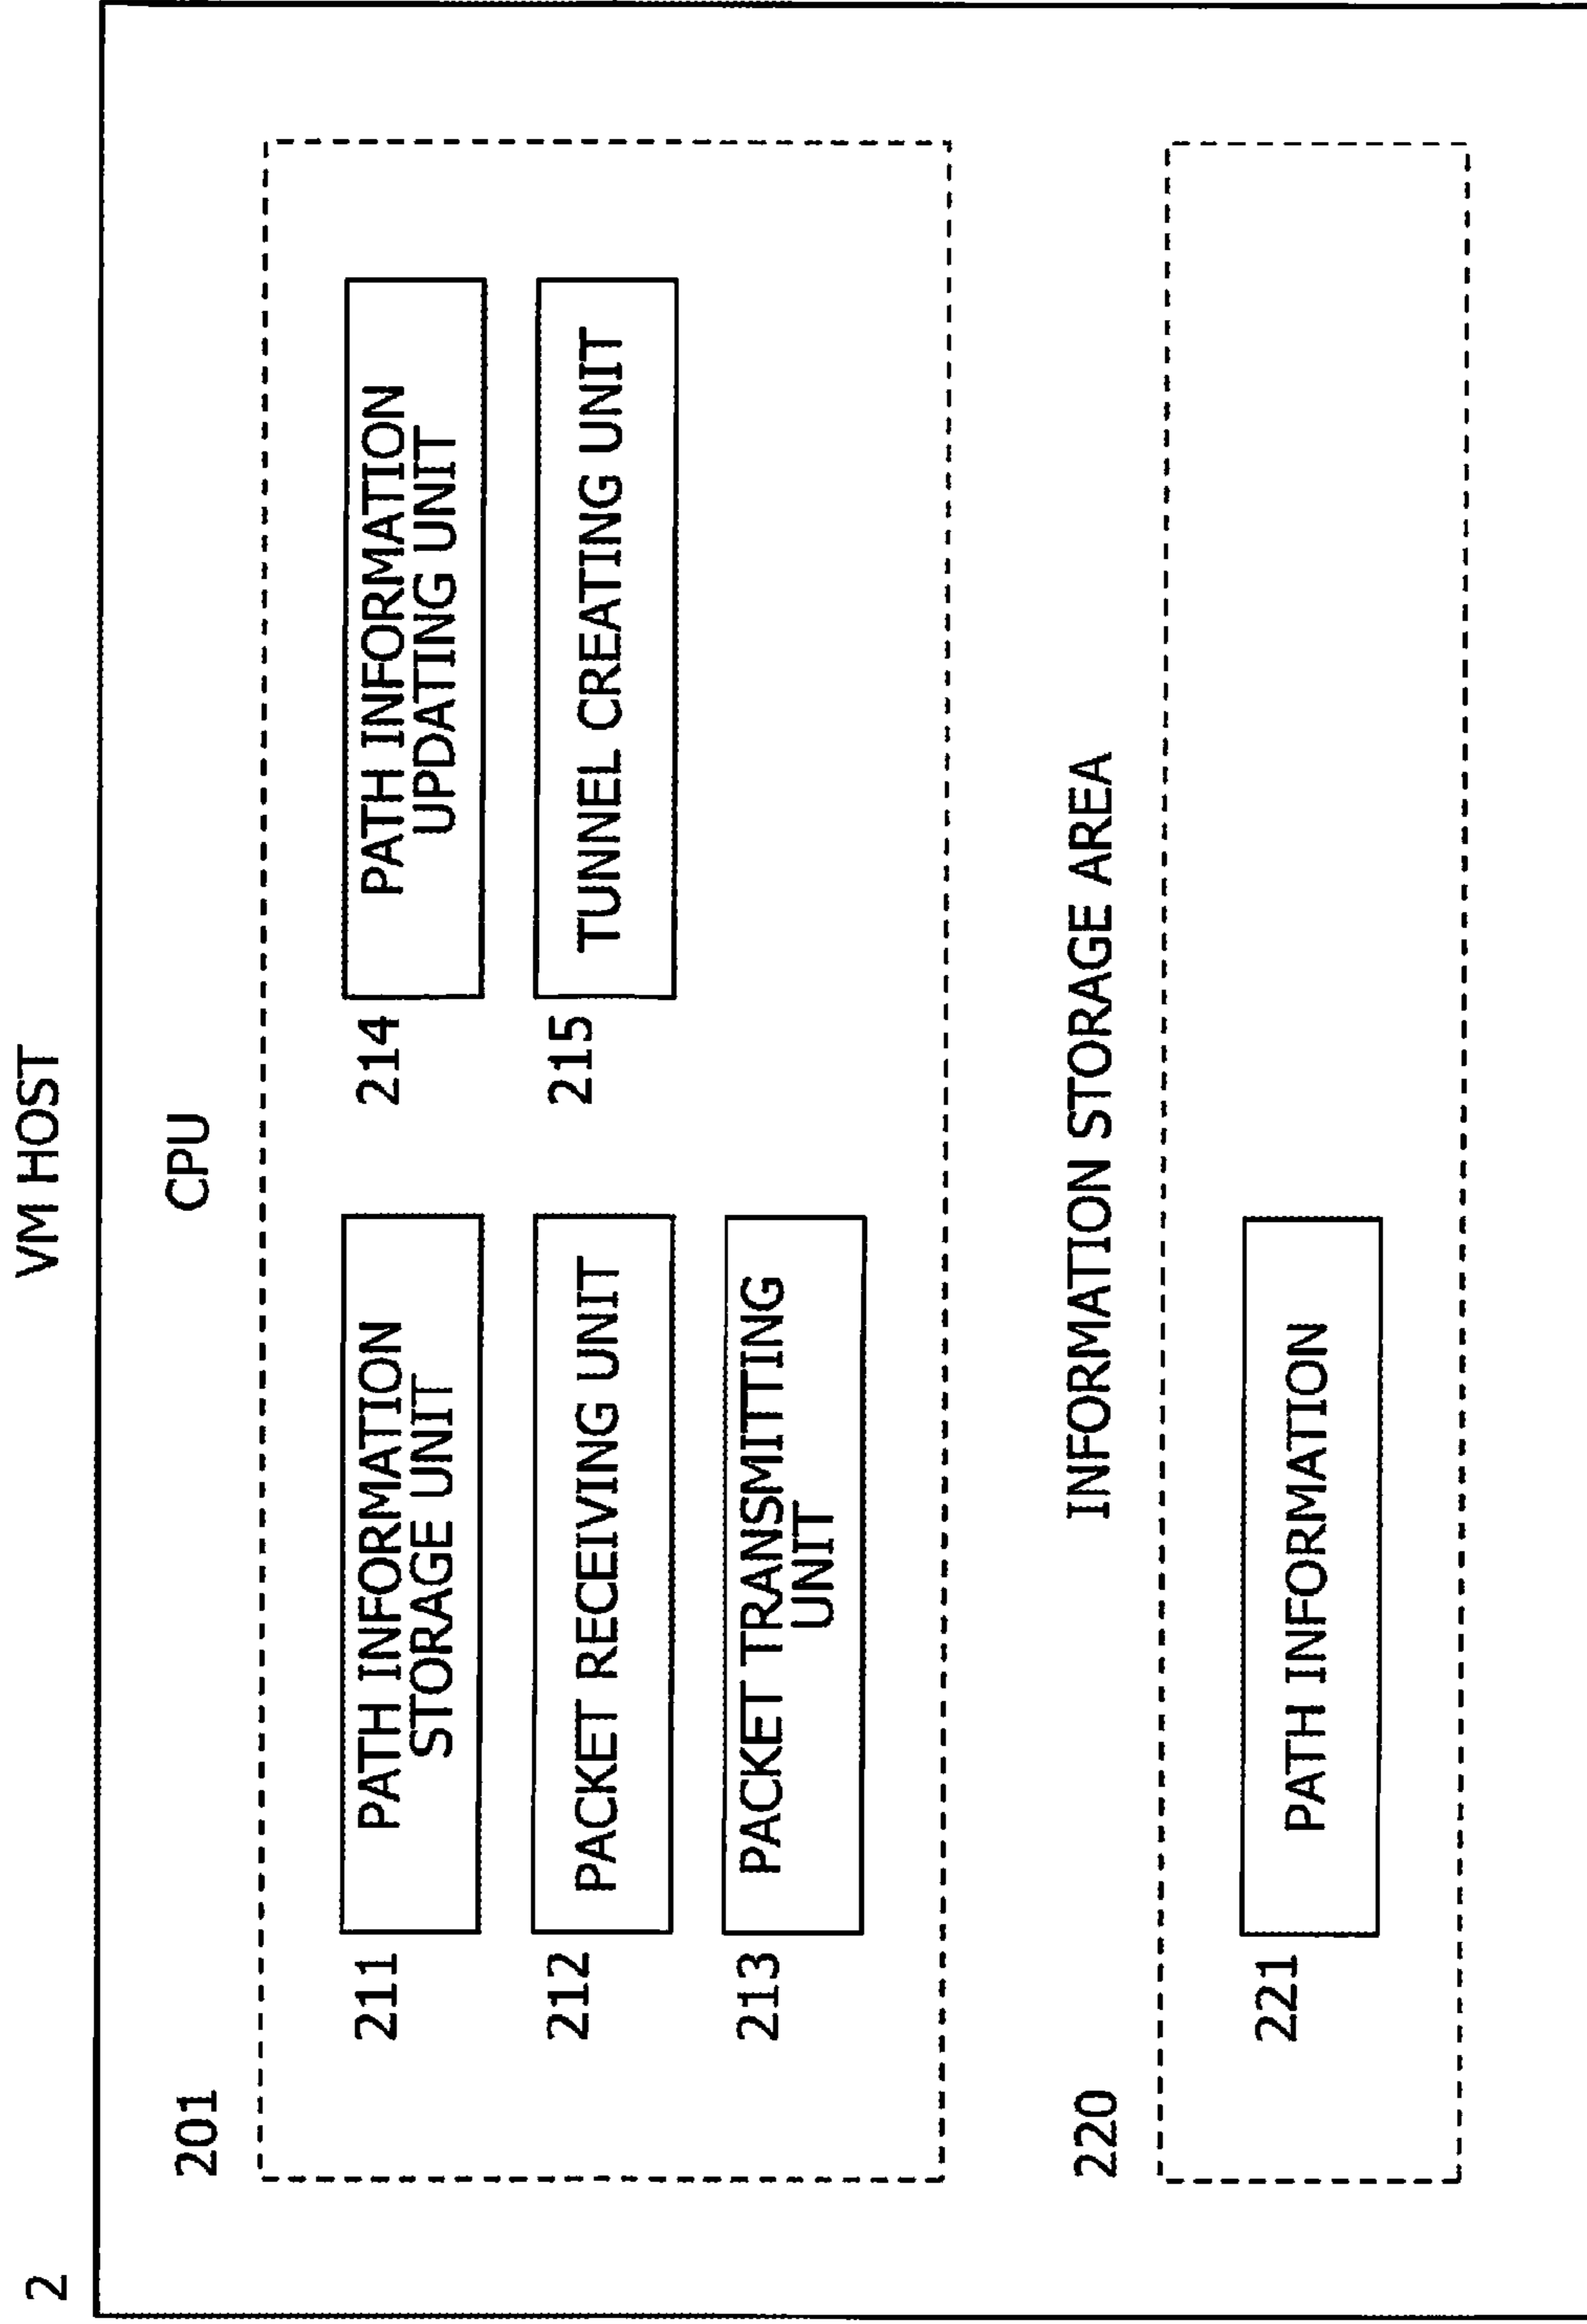 2
VM HOST
201
CPU
211
PATH INFORMATION
STORAGE UNIT
214
PATH INFORMATION
UPDATING UNIT
212
PACKET RECEIVING UNIT
215
TUNNEL CREATING UNIT
213
PACKET TRANSMITTING
UNIT
220
INFORMATION STORAGE AREA
221
PATH INFORMATION